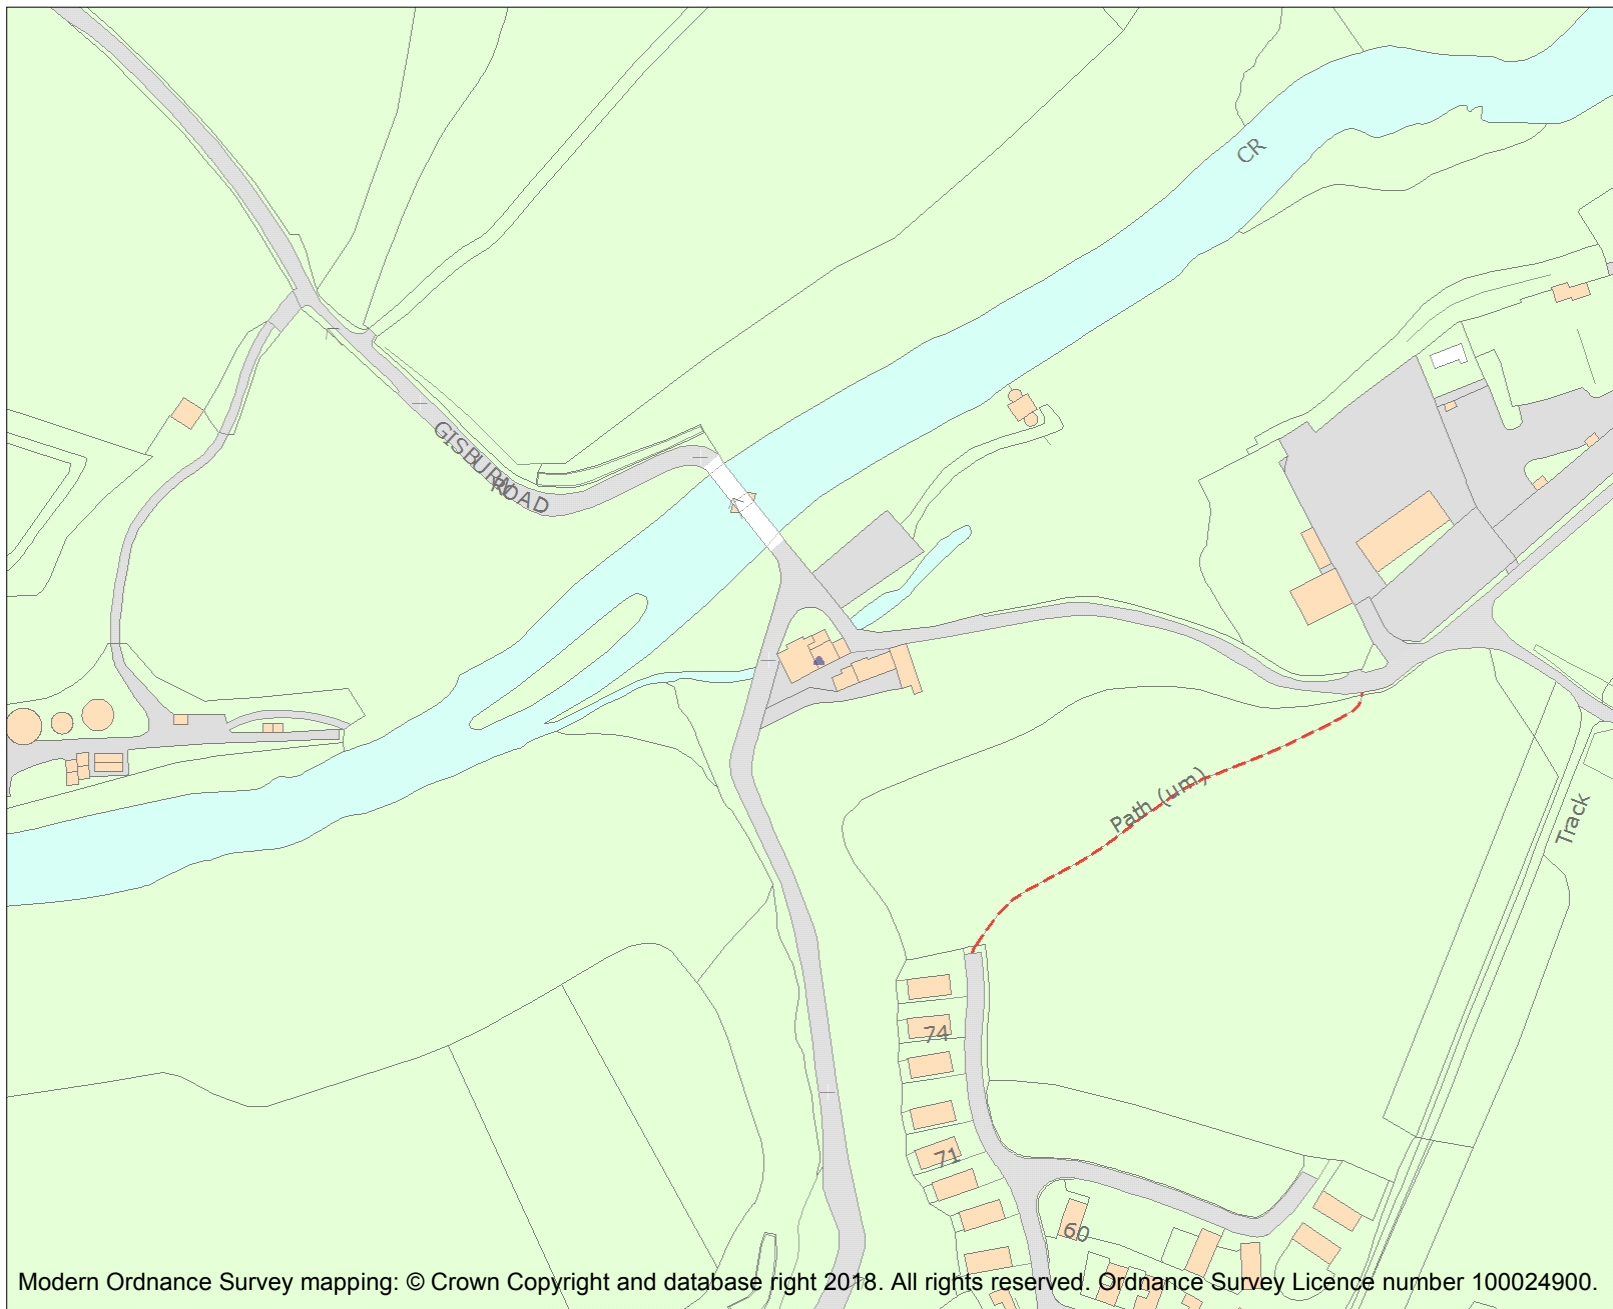 CR
GISBURN
ROAD
Path (um)
Track
74
71
60
Modern Ordnance Survey mapping: © Crown Copyright and database right 2018. All rights reserved. Ordnance Survey Licence number 100024900.